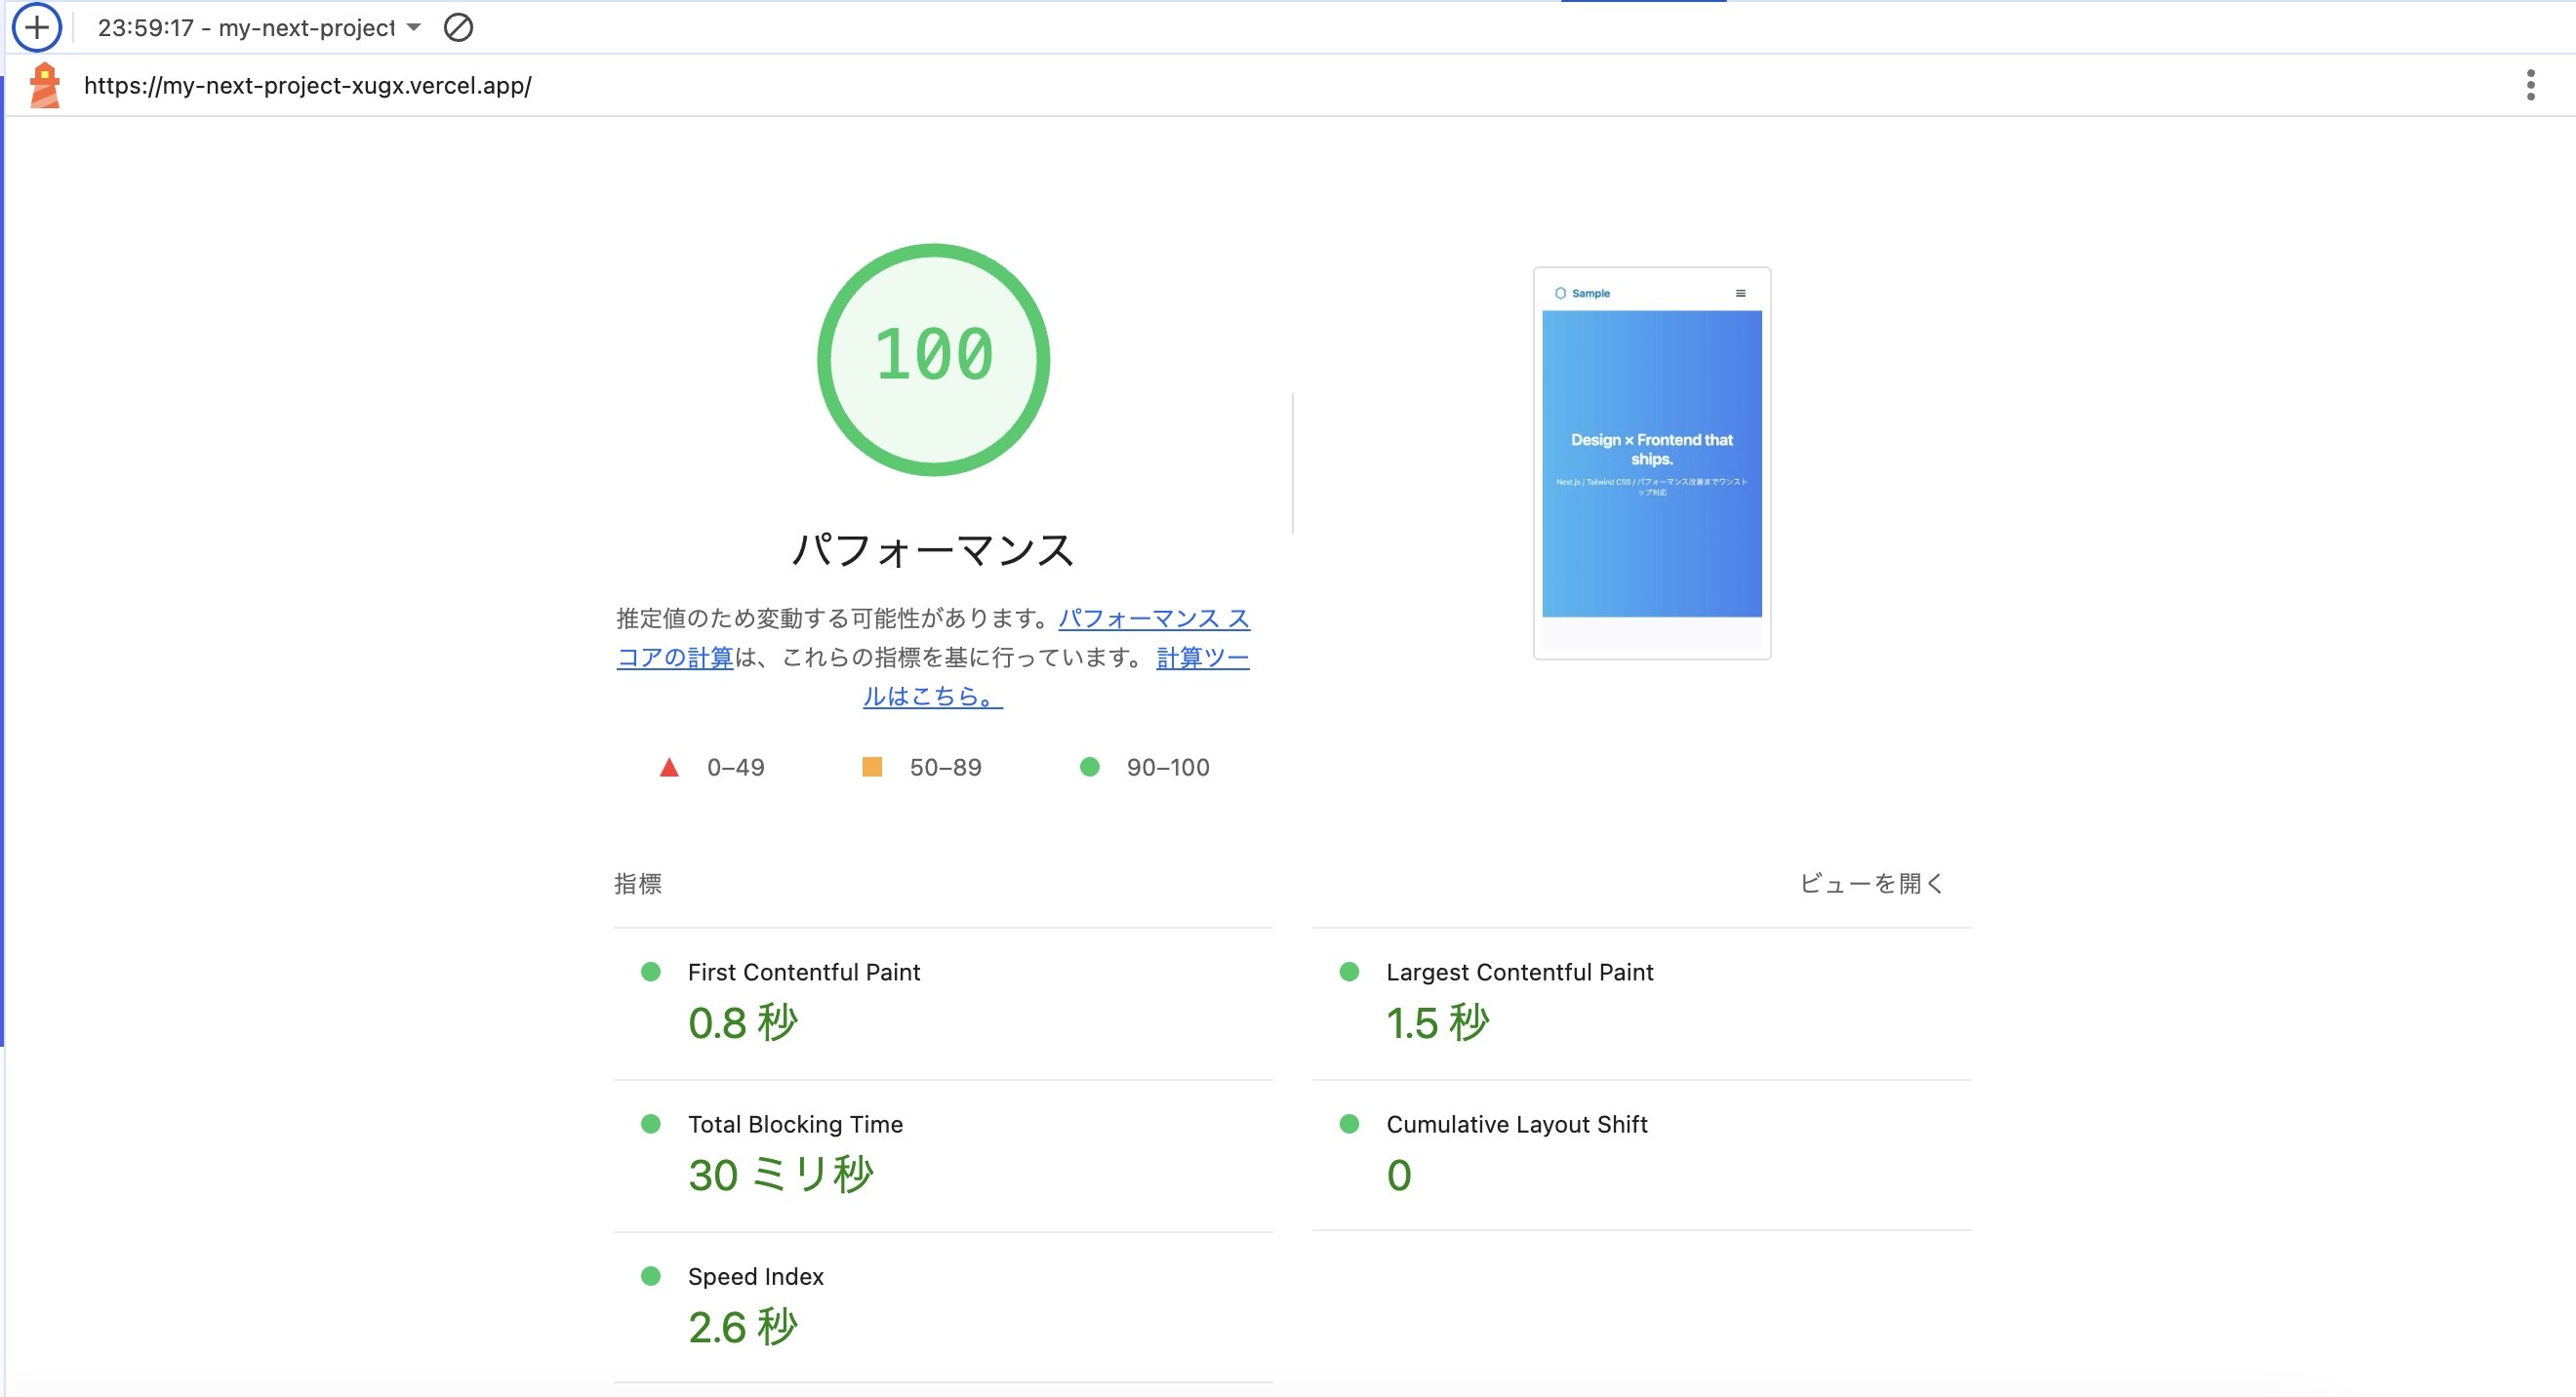 23:59:17 - my-next-project
https://my-next-project-xugx.vercel.app/
100
パフォーマンス
推定値のため変動する可能性があります。パフォーマンス ス
コアの計算は、これらの指標を基に行っています。計算ツー
ルはこちら。
0–49
50–89
90–100
Sample
Design × Frontend that
ships.
Next.js / Tailwind CSS / パフォーマンス改善までワンスト
ップ対応
指標
ビューを開く
First Contentful Paint
0.8 秒
Largest Contentful Paint
1.5 秒
Total Blocking Time
30 ミリ秒
Cumulative Layout Shift
0
Speed Index
2.6 秒